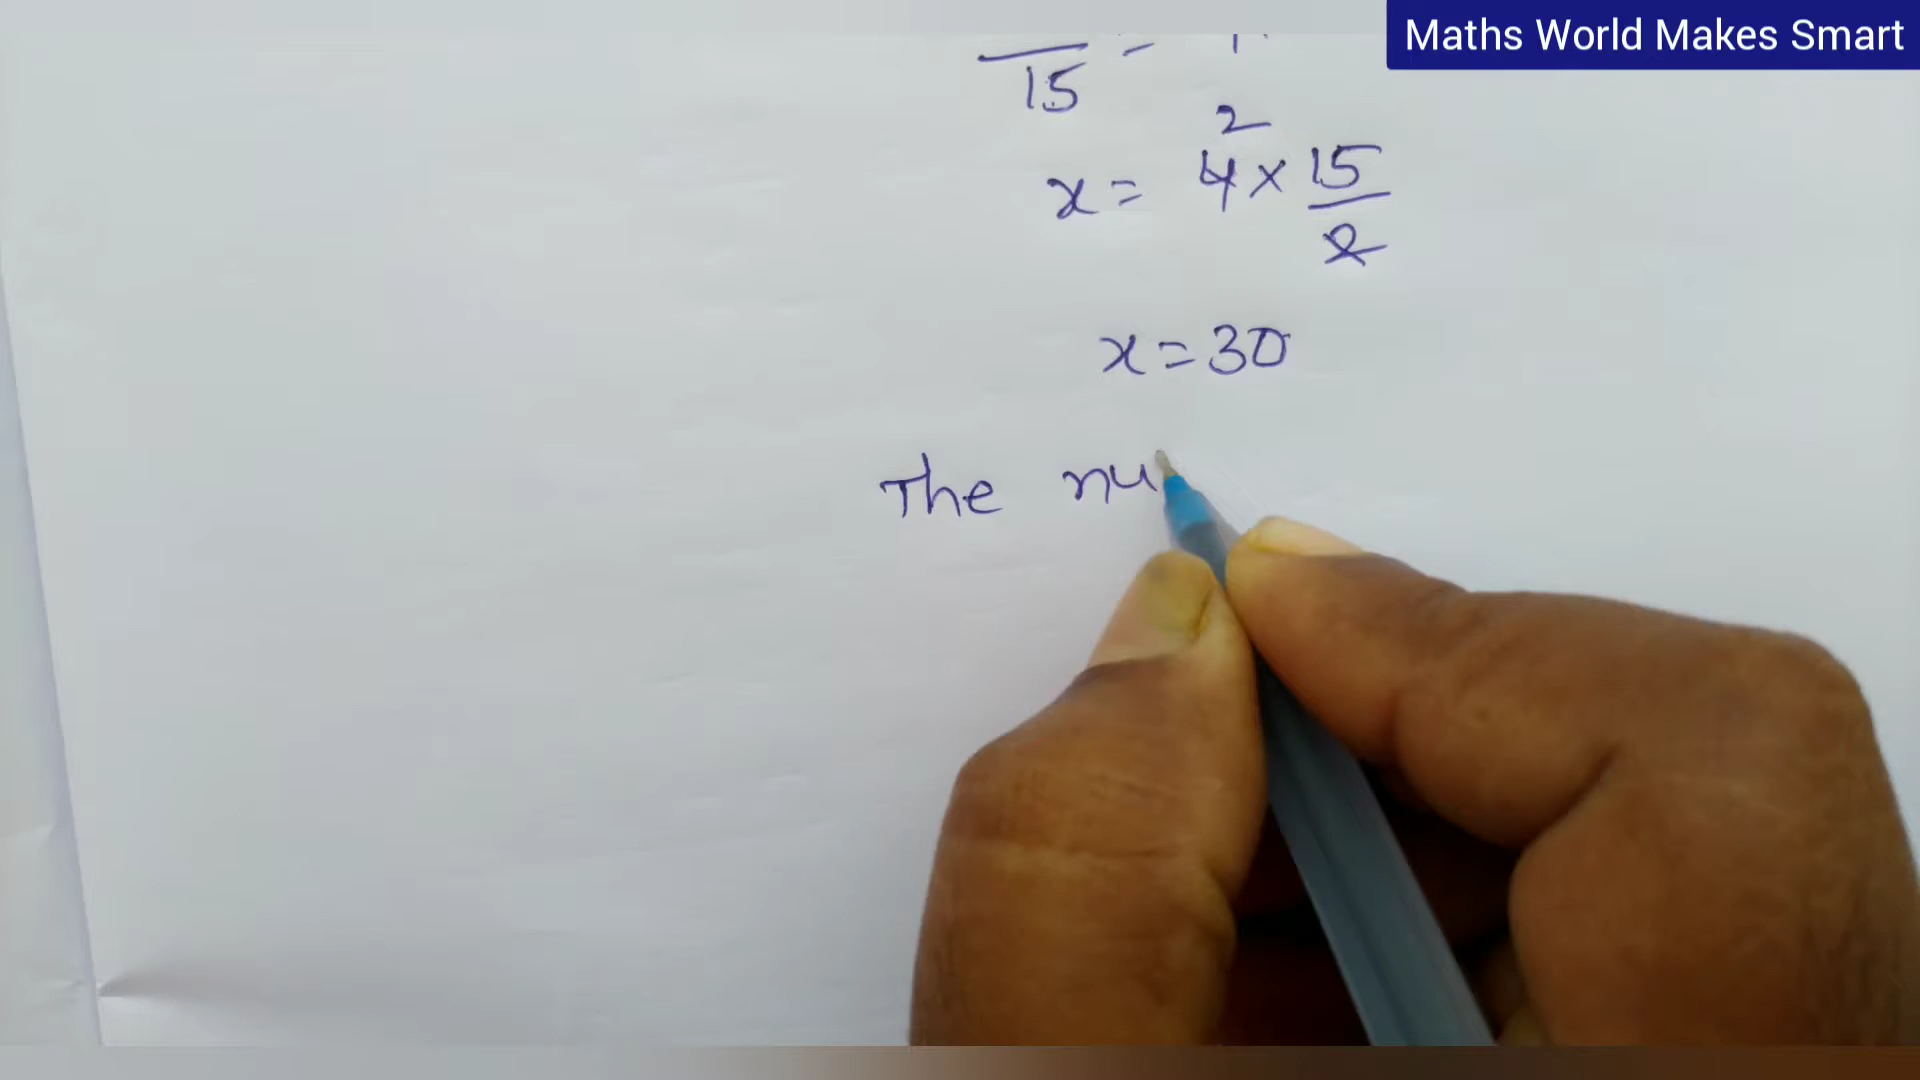 Maths World Makes Smart
15
2
x = 4 × 15
2
x = 30
The nu